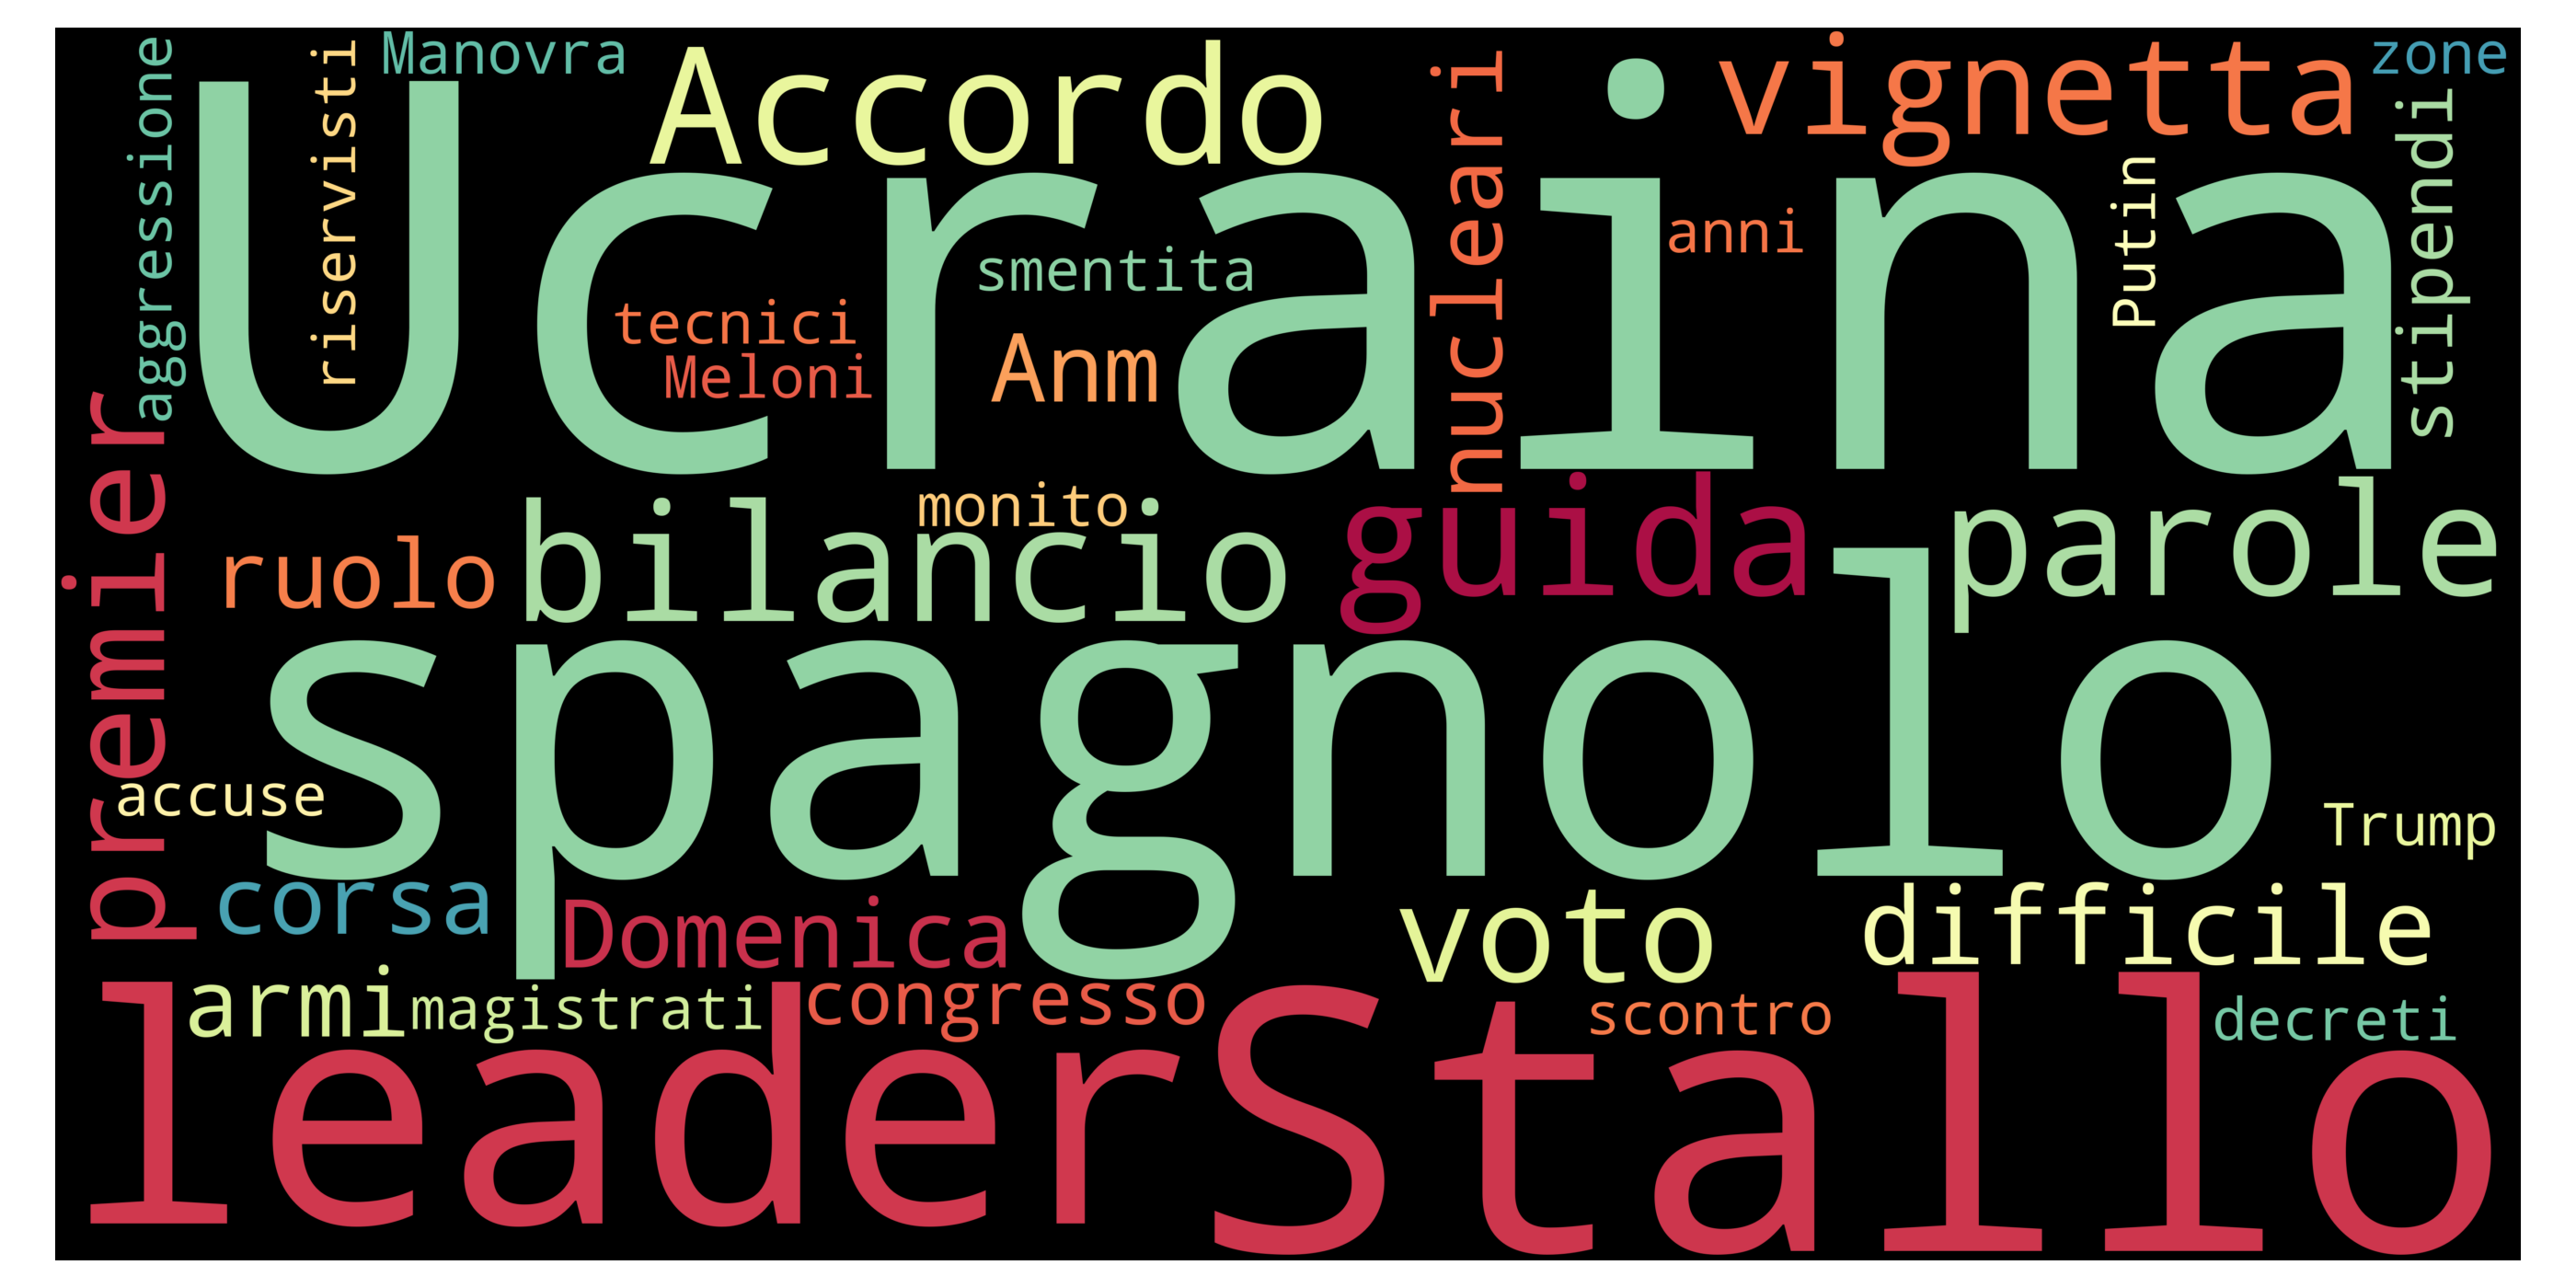 aggressione
riservisti
Manovra
Accordo
nucleari
vignetta
zone
Ucraina
smentita
anni
Putin
stipendi
tecnici
Meloni
Anm
premier
monito
bilancio
guida
parole
ruolo
spagnolo
accuse
Trump
corsa
Domenica
voto
difficile
armi
magistrati
congresso
scontro
decreti
leader
Stallo